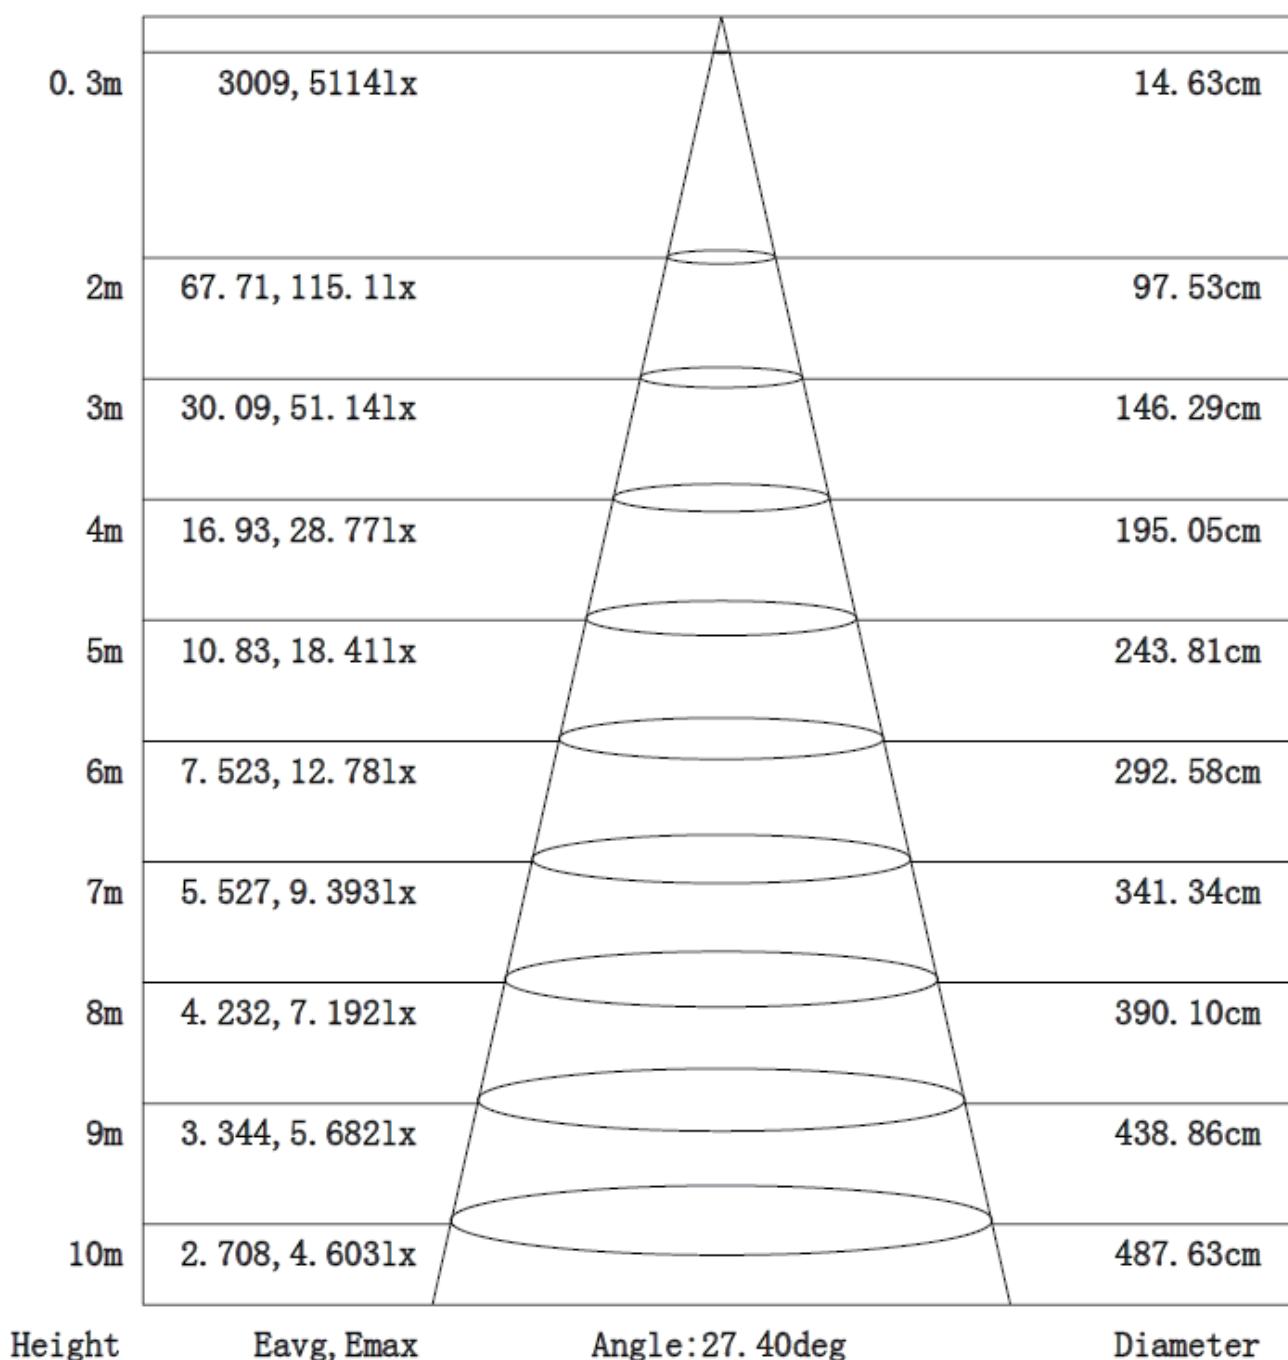 0.3m 3009,5114lx 14.63cm
2m 67.71,115.1lx 97.53cm
3m 30.09,51.14lx 146.29cm
4m 16.93,28.77lx 195.05cm
5m 10.83,18.41lx 243.81cm
6m 7.523,12.78lx 292.58cm
7m 5.527,9.393lx 341.34cm
8m 4.232,7.192lx 390.10cm
9m 3.344,5.682lx 438.86cm
10m 2.708,4.603lx 487.63cm
Height Eavg,Emax Angle:27.40deg Diameter